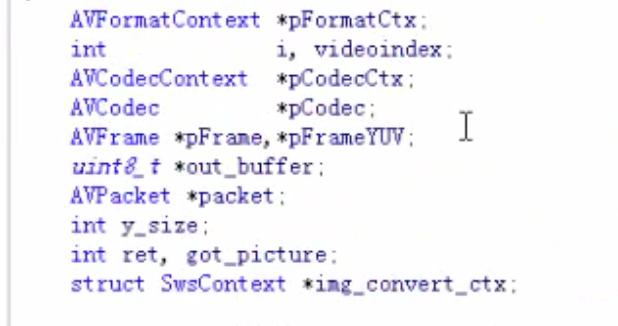 AVFormatContext *pFormatCtx;
int i, videoindex;
AVCodecContext *pCodecCtx;
AVCodec *pCodec;
AVFrame *pFrame,*pFrameYUV;
uint8_t *out_buffer;
AVPacket *packet;
int y_size;
int ret, got_picture;
struct SwsContext *img_convert_ctx;